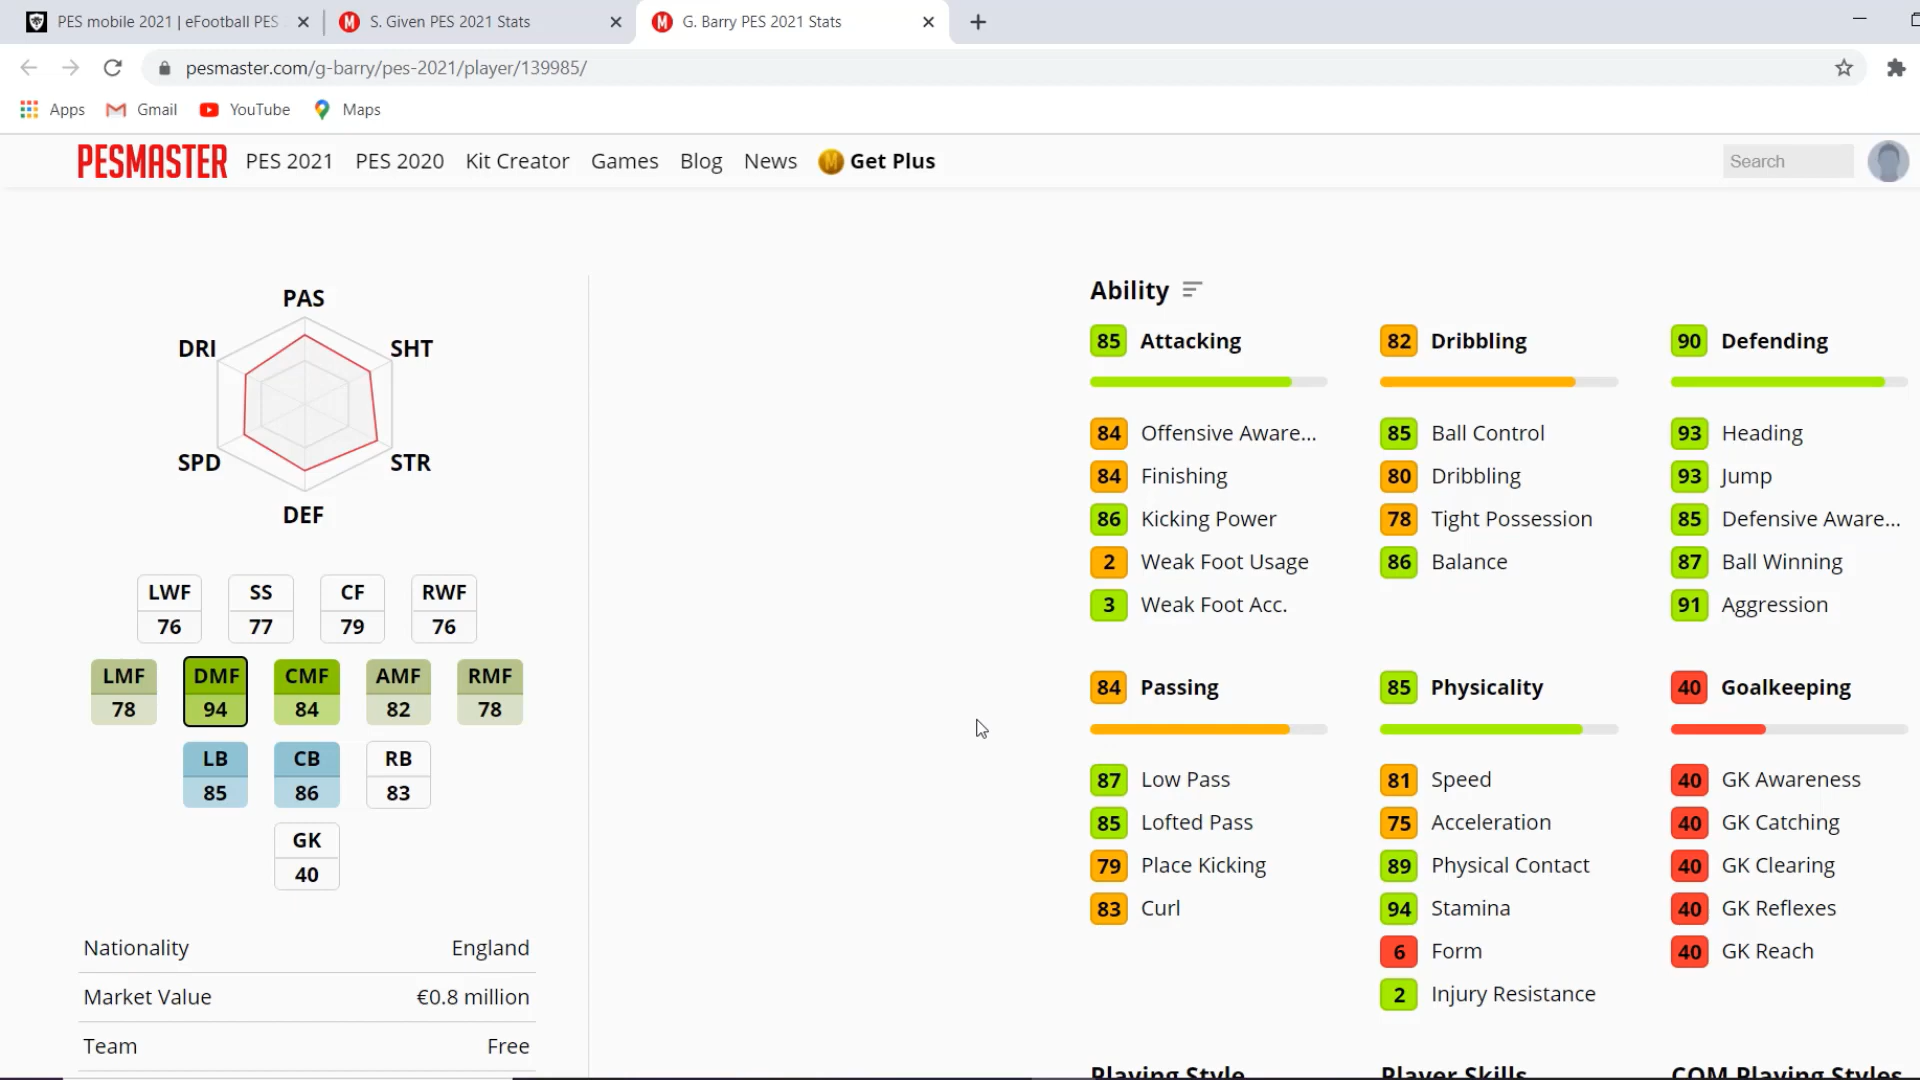 PES mobile 2021 | eFootball PES
S. Given PES 2021 Stats
G. Barry PES 2021 Stats
pesmaster.com/g-barry/pes-2021/player/139985/
Apps
Gmail
YouTube
Maps
PESMASTER
PES 2021
PES 2020
Kit Creator
Games
Blog
News
Get Plus
Search
PAS
DRI
SHT
SPD
STR
DEF
LWF
SS
CF
RWF
76
77
79
76
LMF
DMF
CMF
AMF
RMF
78
94
84
82
78
LB
CB
RB
85
86
83
GK
40
Nationality England
Market Value €0.8 million
Team Free
Ability
85 Attacking
84 Offensive Aware...
84 Finishing
86 Kicking Power
2 Weak Foot Usage
3 Weak Foot Acc.
82 Dribbling
85 Ball Control
80 Dribbling
78 Tight Possession
86 Balance
90 Defending
93 Heading
93 Jump
85 Defensive Aware...
87 Ball Winning
91 Aggression
84 Passing
87 Low Pass
85 Lofted Pass
79 Place Kicking
83 Curl
85 Physicality
81 Speed
75 Acceleration
89 Physical Contact
94 Stamina
6 Form
2 Injury Resistance
40 Goalkeeping
40 GK Awareness
40 GK Catching
40 GK Clearing
40 GK Reflexes
40 GK Reach
Playing Style
Player Skills
COM Playing Styles